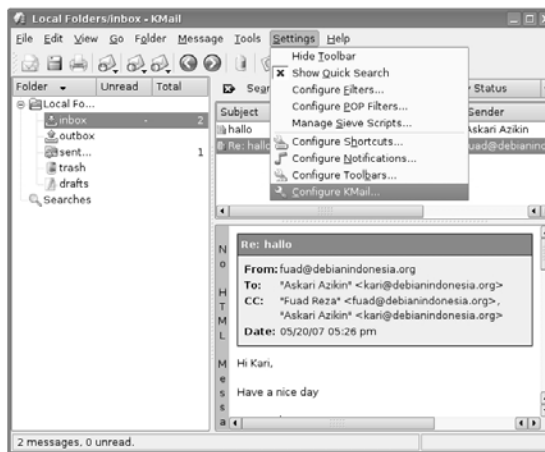 Local Folders/inbox - KMail
File Edit View Go Folder Message Tools Settings Help
Hide Toolbar
Show Quick Search
Configure Filters...
Configure POP Filters...
Manage Sieve Scripts...
Configure Shortcuts...
Configure Notifications...
Configure Toolbars...
Configure KMail...
Folder Unread Total
Local Fo...
inbox - 2
outbox
sent... 1
trash
drafts
Searches
Sear
Status
Subject
Sender
hallo
Askari Azikin
Re: hallo
fuad@debianind
No HTML Messa
Re: hallo
From: fuad@debianindonesia.org
To: "Askari Azikin" <kari@debianindonesia.org>
CC: "Fuad Reza" <fuad@debianindonesia.org>,
"Askari Azikin" <kari@debianindonesia.org>
Date: 05/20/07 05:26 pm
Hi Kari,
Have a nice day
2 messages, 0 unread.